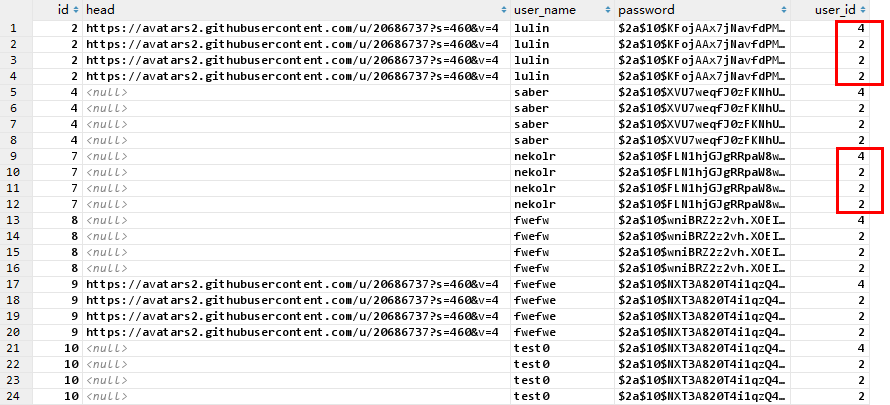 id head user_name password user_id
1 2 https://avatars2.githubusercontent.com/u/20686737?s=460&v=4 lulin $2a$10$KFojAAx7jNavfdPM… 4
2 2 https://avatars2.githubusercontent.com/u/20686737?s=460&v=4 lulin $2a$10$KFojAAx7jNavfdPM… 2
3 2 https://avatars2.githubusercontent.com/u/20686737?s=460&v=4 lulin $2a$10$KFojAAx7jNavfdPM… 2
4 2 https://avatars2.githubusercontent.com/u/20686737?s=460&v=4 lulin $2a$10$KFojAAx7jNavfdPM… 2
5 4 <null> saber $2a$10$XVU7weqfJ0zFKNhU… 4
6 4 <null> saber $2a$10$XVU7weqfJ0zFKNhU… 2
7 4 <null> saber $2a$10$XVU7weqfJ0zFKNhU… 2
8 4 <null> saber $2a$10$XVU7weqfJ0zFKNhU… 2
9 7 <null> nekolr $2a$10$FLN1hjGJgRRpaW8w… 4
10 7 <null> nekolr $2a$10$FLN1hjGJgRRpaW8w… 2
11 7 <null> nekolr $2a$10$FLN1hjGJgRRpaW8w… 2
12 7 <null> nekolr $2a$10$FLN1hjGJgRRpaW8w… 2
13 8 <null> fwefw $2a$10$wniBRZ2z2vh.XOEI… 4
14 8 <null> fwefw $2a$10$wniBRZ2z2vh.XOEI… 2
15 8 <null> fwefw $2a$10$wniBRZ2z2vh.XOEI… 2
16 8 <null> fwefw $2a$10$wniBRZ2z2vh.XOEI… 2
17 9 https://avatars2.githubusercontent.com/u/20686737?s=460&v=4 fwefwe $2a$10$NXT3A820T4i1qzQ4… 4
18 9 https://avatars2.githubusercontent.com/u/20686737?s=460&v=4 fwefwe $2a$10$NXT3A820T4i1qzQ4… 2
19 9 https://avatars2.githubusercontent.com/u/20686737?s=460&v=4 fwefwe $2a$10$NXT3A820T4i1qzQ4… 2
20 9 https://avatars2.githubusercontent.com/u/20686737?s=460&v=4 fwefwe $2a$10$NXT3A820T4i1qzQ4… 2
21 10 <null> test0 $2a$10$NXT3A820T4i1qzQ4… 4
22 10 <null> test0 $2a$10$NXT3A820T4i1qzQ4… 2
23 10 <null> test0 $2a$10$NXT3A820T4i1qzQ4… 2
24 10 <null> test0 $2a$10$NXT3A820T4i1qzQ4… 2